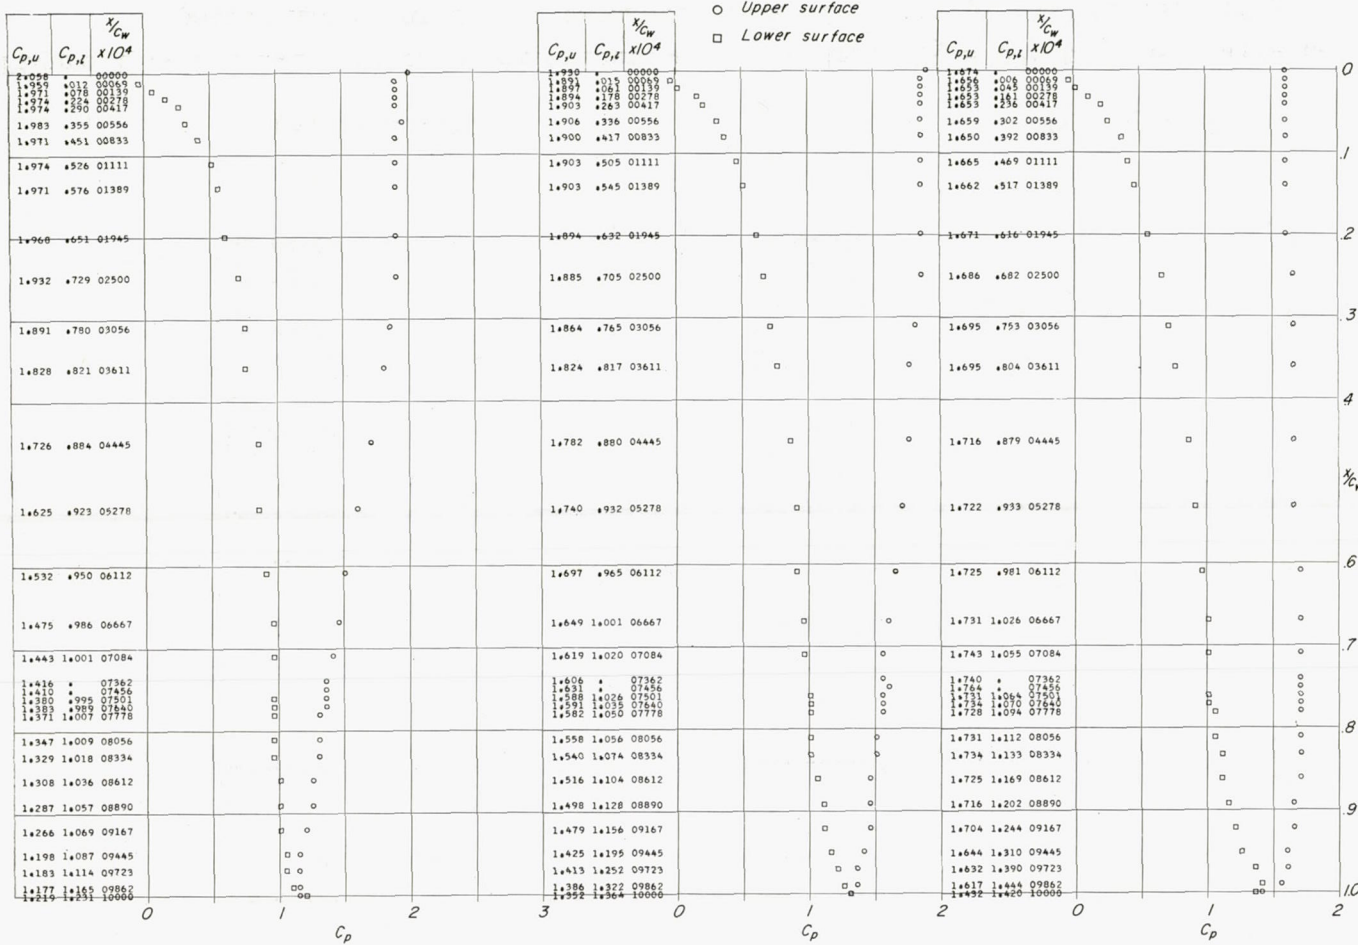 ○ Upper surface
□ Lower surface
Cp,u Cp,l x/cw ×10⁴
2.058 . 00000
1.959 .012 00069
1.971 .078 00139
1.974 .224 00278
1.974 .290 00417
1.983 .355 00556
1.971 .451 00833
1.974 .526 01111
1.971 .576 01389
1.968 .651 01945
1.932 .729 02500
1.891 .780 03056
1.828 .821 03611
1.726 .884 04445
1.625 .923 05278
1.532 .950 06112
1.475 .986 06667
1.443 1.001 07084
1.416 . 07362
1.410 . 07456
1.380 .995 07501
1.383 .989 07640
1.371 1.007 07778
1.347 1.009 08056
1.329 1.018 08334
1.308 1.036 08612
1.287 1.057 08890
1.266 1.069 09167
1.198 1.087 09445
1.183 1.114 09723
1.177 1.165 09862
1.219 1.231 10000
0 1 2 3
Cp
Cp,u Cp,l x/cw ×10⁴
1.930 . 00000
1.891 .015 00069
1.897 .061 00139
1.894 .178 00278
1.903 .263 00417
1.906 .336 00556
1.900 .417 00833
1.903 .505 01111
1.903 .545 01389
1.894 .632 01945
1.885 .705 02500
1.864 .765 03056
1.824 .817 03611
1.782 .880 04445
1.740 .932 05278
1.697 .965 06112
1.649 1.001 06667
1.619 1.020 07084
1.606 . 07362
1.631 . 07456
1.588 1.026 07501
1.591 1.035 07640
1.582 1.050 07778
1.558 1.056 08056
1.540 1.074 08334
1.516 1.104 08612
1.498 1.128 08890
1.479 1.156 09167
1.425 1.195 09445
1.413 1.252 09723
1.386 1.322 09862
1.352 1.364 10000
0 1 2
Cp
Cp,u Cp,l x/cw ×10⁴
1.674 . 00000
1.656 .006 00069
1.653 .045 00139
1.653 .161 00278
1.653 .236 00417
1.659 .302 00556
1.650 .392 00833
1.665 .469 01111
1.662 .517 01389
1.671 .616 01945
1.686 .682 02500
1.695 .753 03056
1.695 .804 03611
1.716 .879 04445
1.722 .933 05278
1.725 .981 06112
1.731 1.026 06667
1.743 1.055 07084
1.740 . 07362
1.764 . 07456
1.731 1.064 07501
1.734 1.070 07640
1.728 1.094 07778
1.731 1.112 08056
1.734 1.133 08334
1.725 1.169 08612
1.716 1.202 08890
1.704 1.244 09167
1.644 1.310 09445
1.632 1.390 09723
1.617 1.444 09862
1.432 1.420 10000
0 1 2
Cp
0
.1
.2
.3
.4
x/cw
.6
.7
.8
.9
1.0